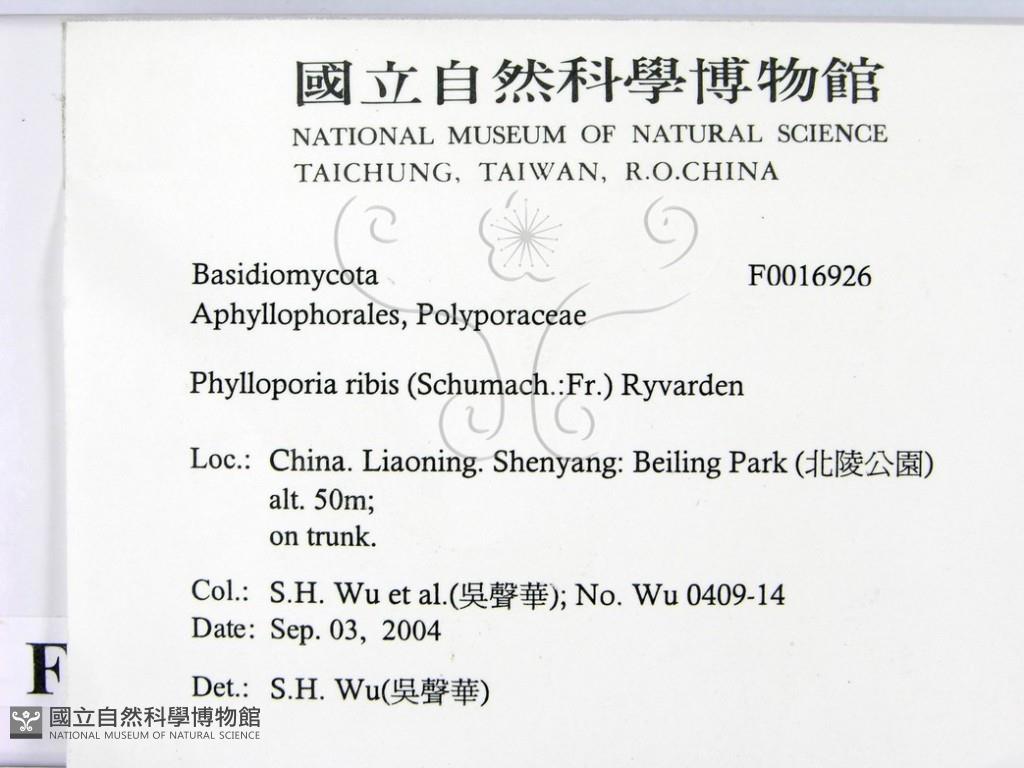 國立自然科學博物館
NATIONAL MUSEUM OF NATURAL SCIENCE
TAICHUNG, TAIWAN, R.O.CHINA
Basidiomycota F0016926
Aphyllophorales, Polyporaceae
Phylloporia ribis (Schumach.:Fr.) Ryvarden
Loc.: China. Liaoning. Shenyang: Beiling Park (北陵公園)
alt. 50m;
on trunk.
Col.: S.H. Wu et al.(吳聲華); No. Wu 0409-14
Date: Sep. 03, 2004
Det.: S.H. Wu(吳聲華)
F
國立自然科學博物館
NATIONAL MUSEUM OF NATURAL SCIENCE